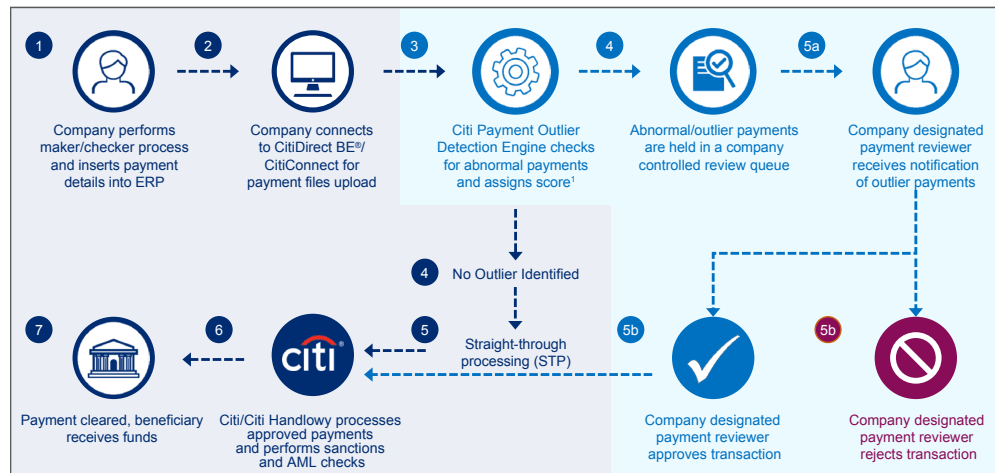 1
2
3
4
5a
Company performs
maker/checker process
and inserts payment
details into ERP
Company connects
to CitiDirect BE®/
CitiConnect for
payment files upload
Citi Payment Outlier
Detection Engine checks
for abnormal payments
and assigns score¹
Abnormal/outlier payments
are held in a company
controlled review queue
Company designated
payment reviewer
receives notification
of outlier payments
4
No Outlier Identified
7
6
5
Straight-through
processing (STP)
5b
5b
citi®
Payment cleared, beneficiary
receives funds
Citi/Citi Handlowy processes
approved payments
and performs sanctions
and AML checks
Company designated
payment reviewer
approves transaction
Company designated
payment reviewer
rejects transaction